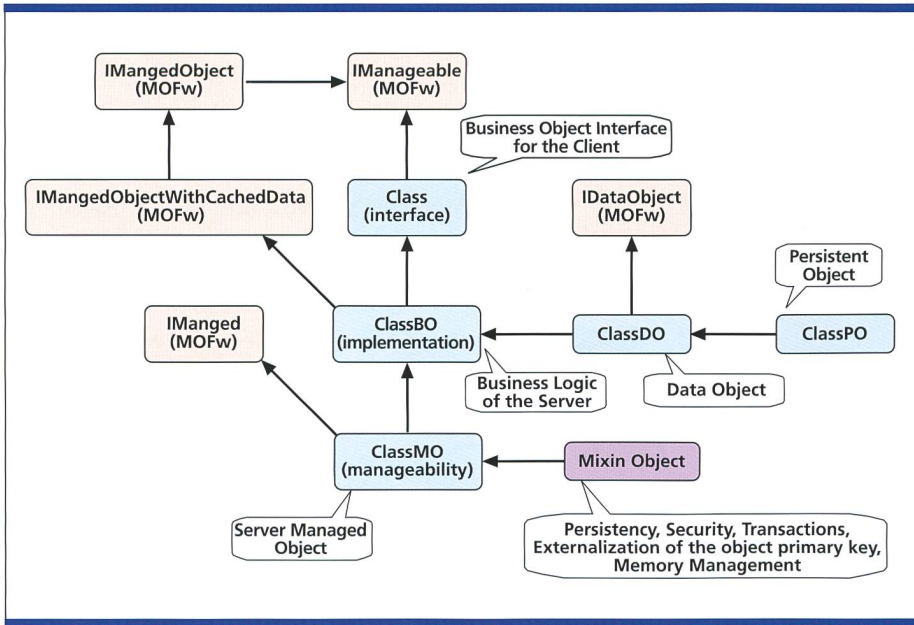 IMangedObject
(MOFw)
IManageable
(MOFw)
Business Object Interface
for the Client
IMangedObjectWithCachedData
(MOFw)
Class
(interface)
IDataObject
(MOFw)
Persistent
Object
IManged
(MOFw)
ClassBO
(implementation)
ClassDO
ClassPO
Business Logic
of the Server
Data Object
ClassMO
(manageability)
Mixin Object
Server Managed
Object
Persistency, Security, Transactions,
Externalization of the object primary key,
Memory Management